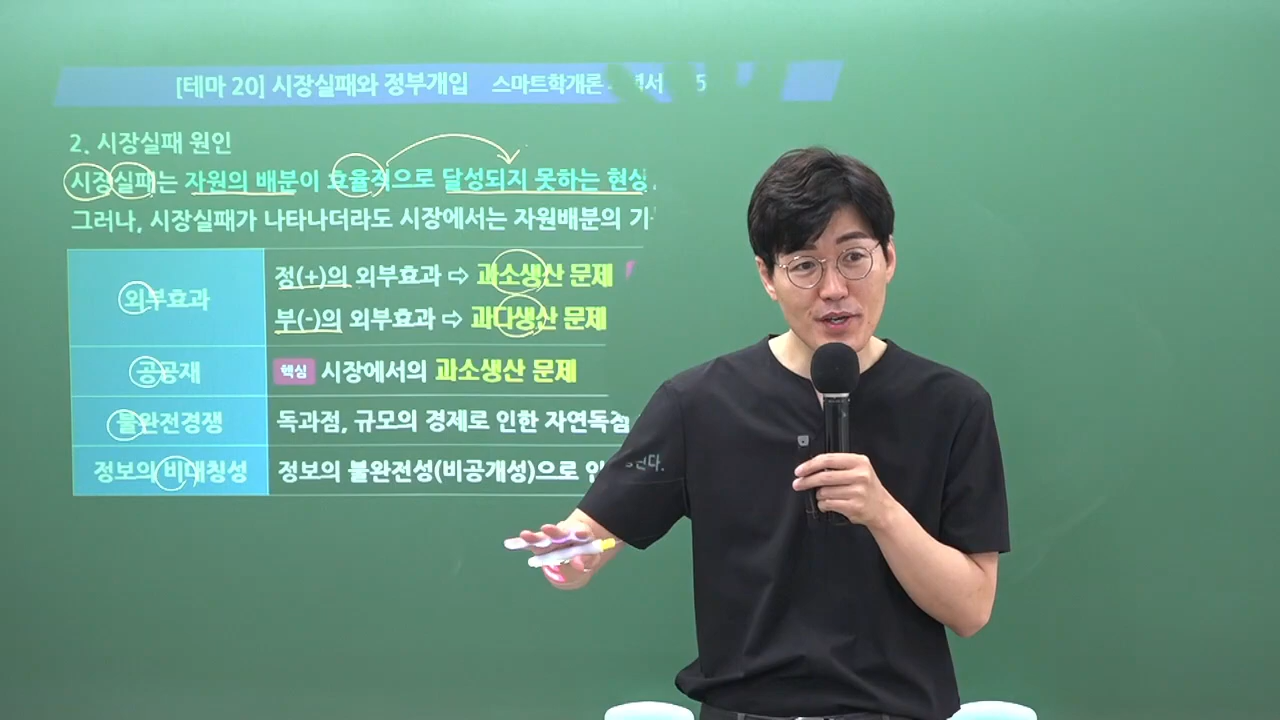 [테마 20] 시장실패와 정부개입 스마트학개론 서 5
2. 시장실패 원인
시장실패는 자원의 배분이 효율적으로 달성되지 못하는 현상
그러나, 시장실패가 나타나더라도 시장에서는 자원배분의 기
외부효과
정(+)의 외부효과 ⇨ 과소생산 문제
부(-)의 외부효과 ⇨ 과다생산 문제
공공재
핵심 시장에서의 과소생산 문제
불완전경쟁
독과점, 규모의 경제로 인한 자연독점
정보의 비대칭성
정보의 불완전성(비공개성)으로